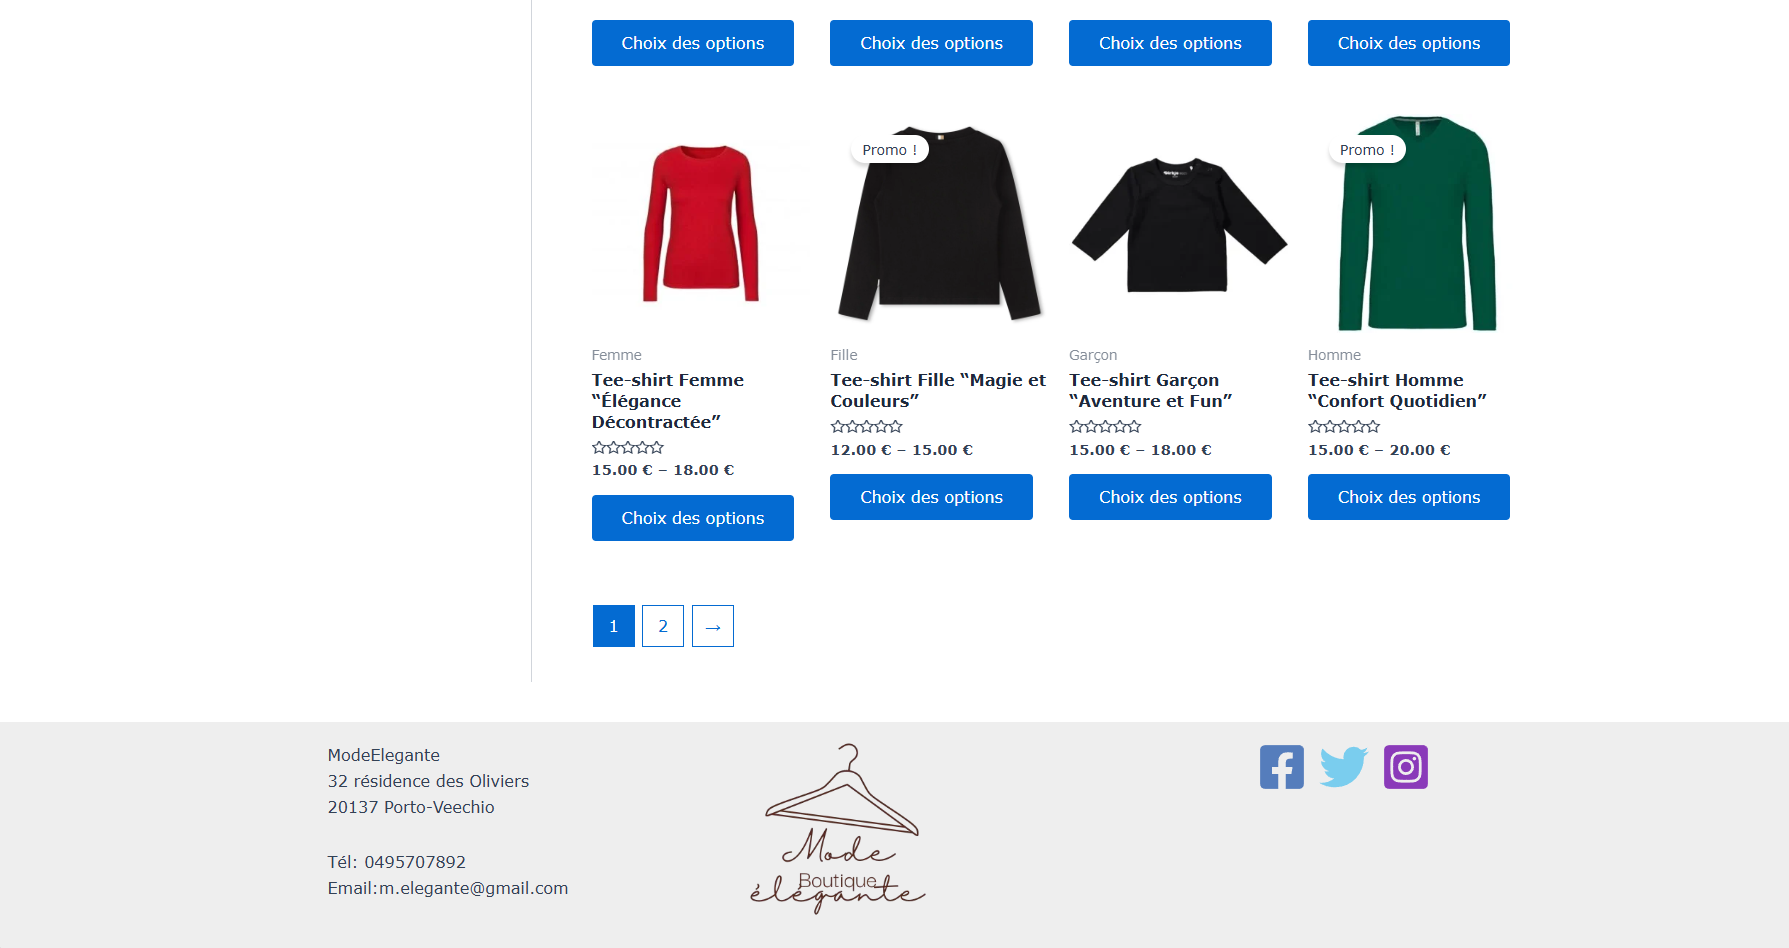 Choix des options
Choix des options
Choix des options
Choix des options
Promo !
Promo !
Femme
Tee-shirt Femme
“Élégance
Décontractée”
15.00 € – 18.00 €
Choix des options
Fille
Tee-shirt Fille “Magie et
Couleurs”
12.00 € – 15.00 €
Choix des options
Garçon
Tee-shirt Garçon
“Aventure et Fun”
15.00 € – 18.00 €
Choix des options
Homme
Tee-shirt Homme
“Confort Quotidien”
15.00 € – 20.00 €
Choix des options
1 2 →
ModeElegante
32 résidence des Oliviers
20137 Porto-Veechio
Tél: 0495707892
Email:m.elegante@gmail.com
Mode
Boutique
élégante